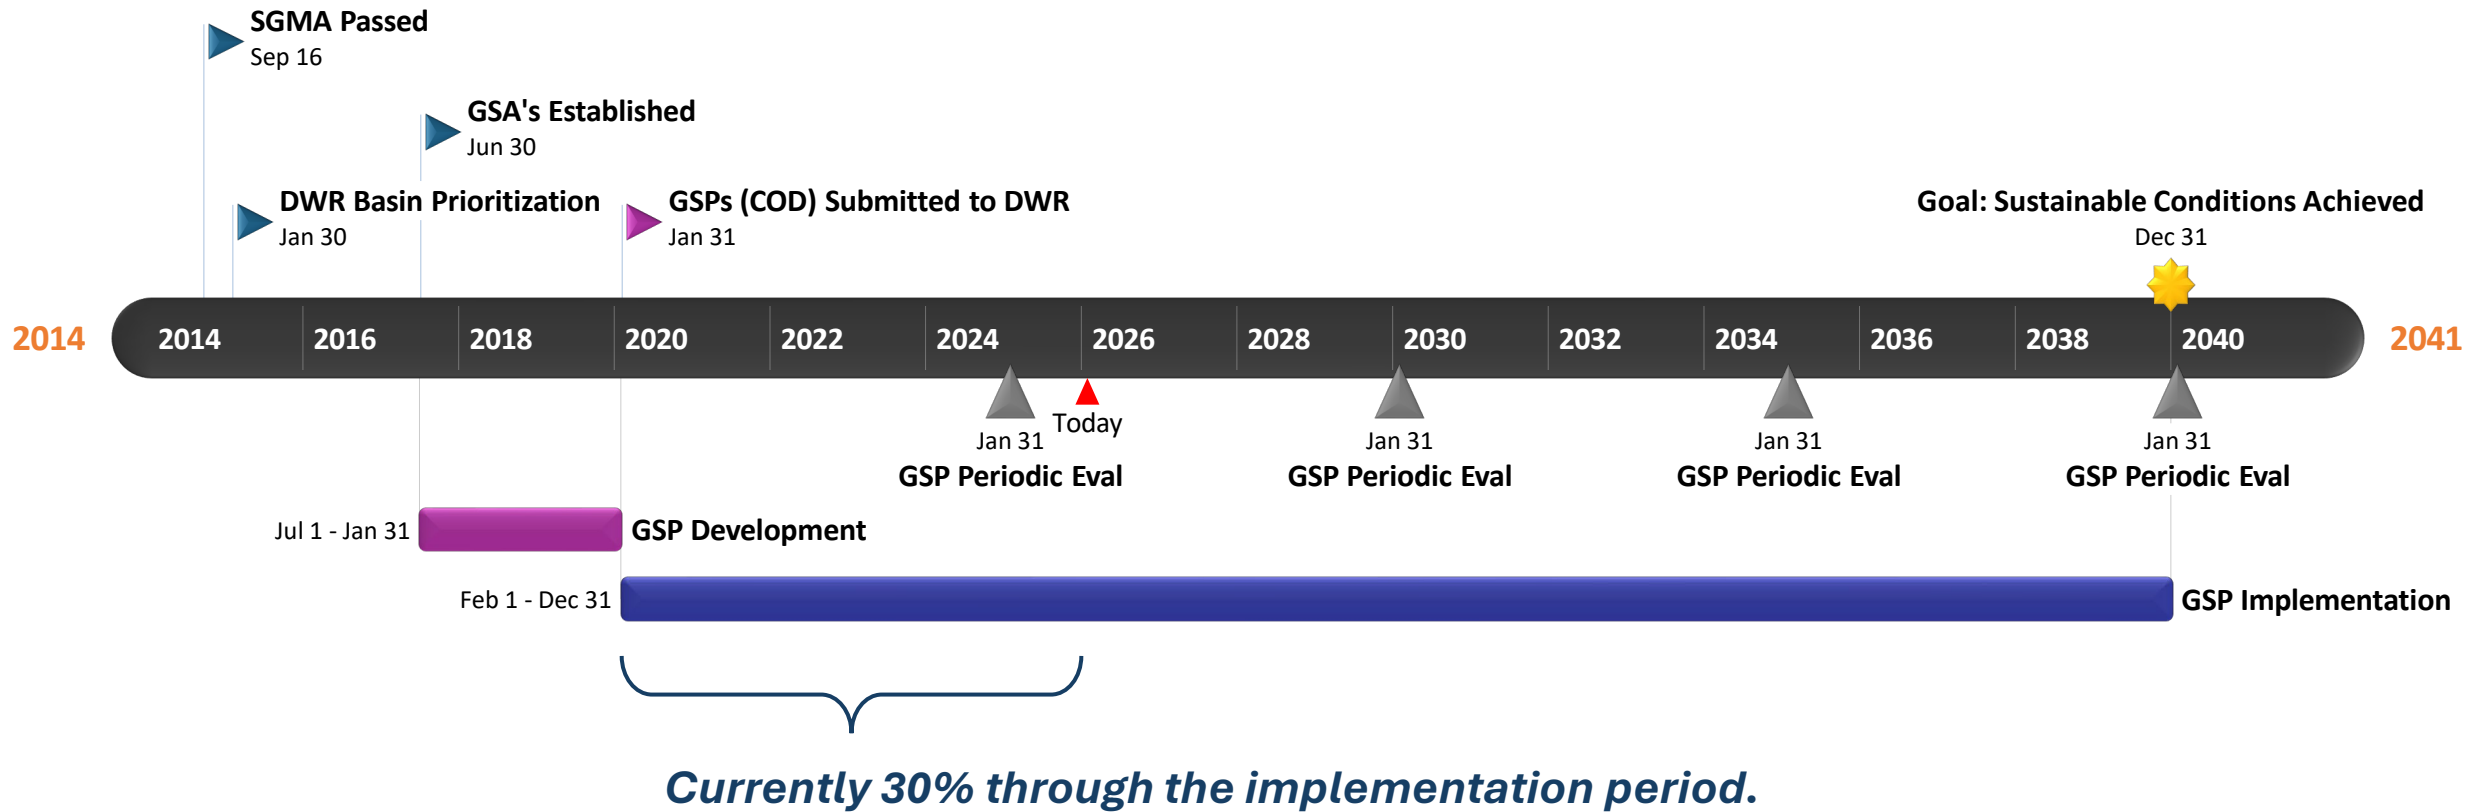 SGMA Passed
Sep 16
GSA's Established
Jun 30
DWR Basin Prioritization
Jan 30
GSPs (COD) Submitted to DWR
Jan 31
Goal: Sustainable Conditions Achieved
Dec 31
2014 2014 2016 2018 2020 2022 2024 2026 2028 2030 2032 2034 2036 2038 2040 2041
Today
Jan 31 Jan 31 Jan 31 Jan 31
GSP Periodic Eval GSP Periodic Eval GSP Periodic Eval GSP Periodic Eval
Jul 1 - Jan 31 GSP Development
Feb 1 - Dec 31 GSP Implementation
Currently 30% through the implementation period.